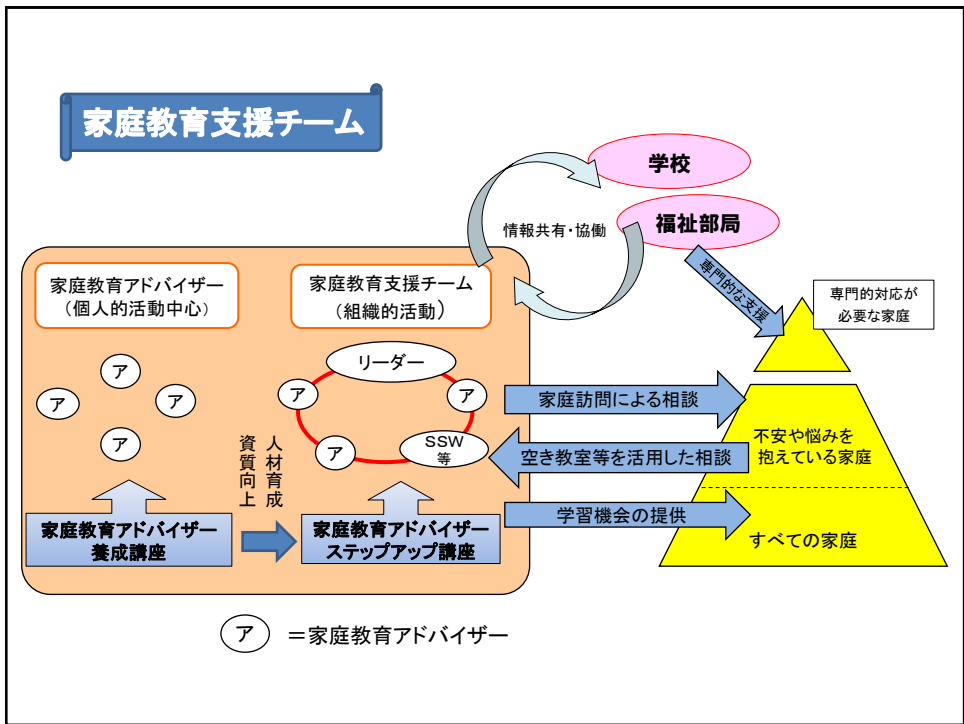 家庭教育支援チーム
学校
福祉部局
情報共有・協働
専門的な支援
専門的対応が
必要な家庭
家庭教育アドバイザー
（個人的活動中心）
家庭教育支援チーム
（組織的活動）
ア
ア
ア
ア
リーダー
ア
ア
ア
SSW
等
家庭訪問による相談
空き教室等を活用した相談
学習機会の提供
不安や悩みを
抱えている家庭
すべての家庭
人材育成
資質向上
家庭教育アドバイザー
養成講座
家庭教育アドバイザー
ステップアップ講座
ア ＝家庭教育アドバイザー